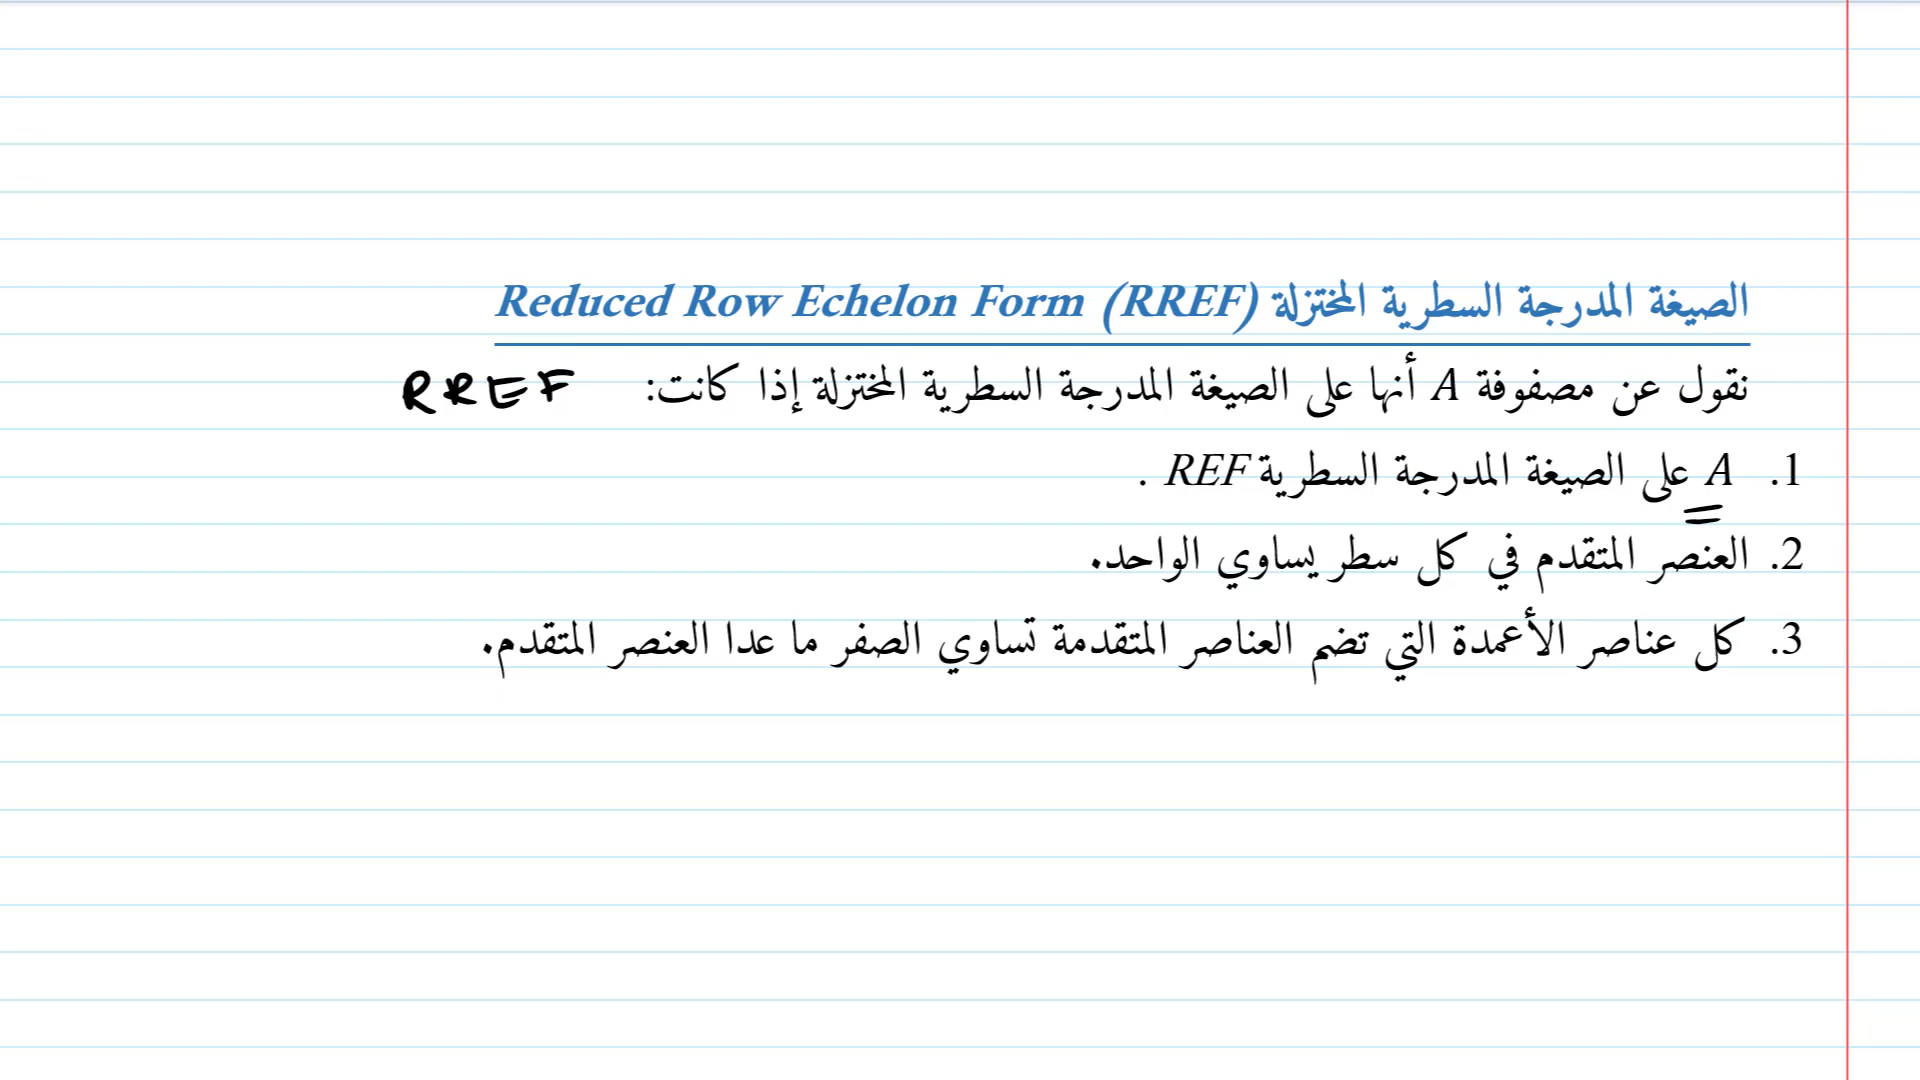 الصيغة المدرجة السطرية المختزلة Reduced Row Echelon Form (RREF)
نقول عن مصفوفة A أنها على الصيغة المدرجة السطرية المختزلة إذا كانت: RREF
1. A على الصيغة المدرجة السطرية REF .
2. العنصر المتقدم في كل سطر يساوي الواحد.
3. كل عناصر الأعمدة التي تضم العناصر المتقدمة تساوي الصفر ما عدا العنصر المتقدم.